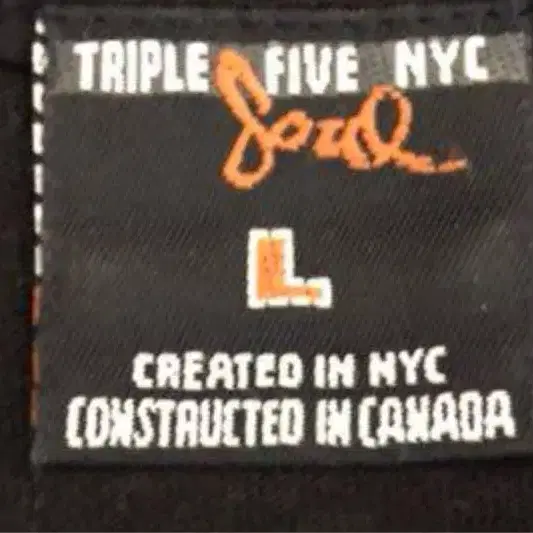 TRIPLE FIVE NYC
Soul
L
CREATED IN NYC
CONSTRUCTED IN CANADA